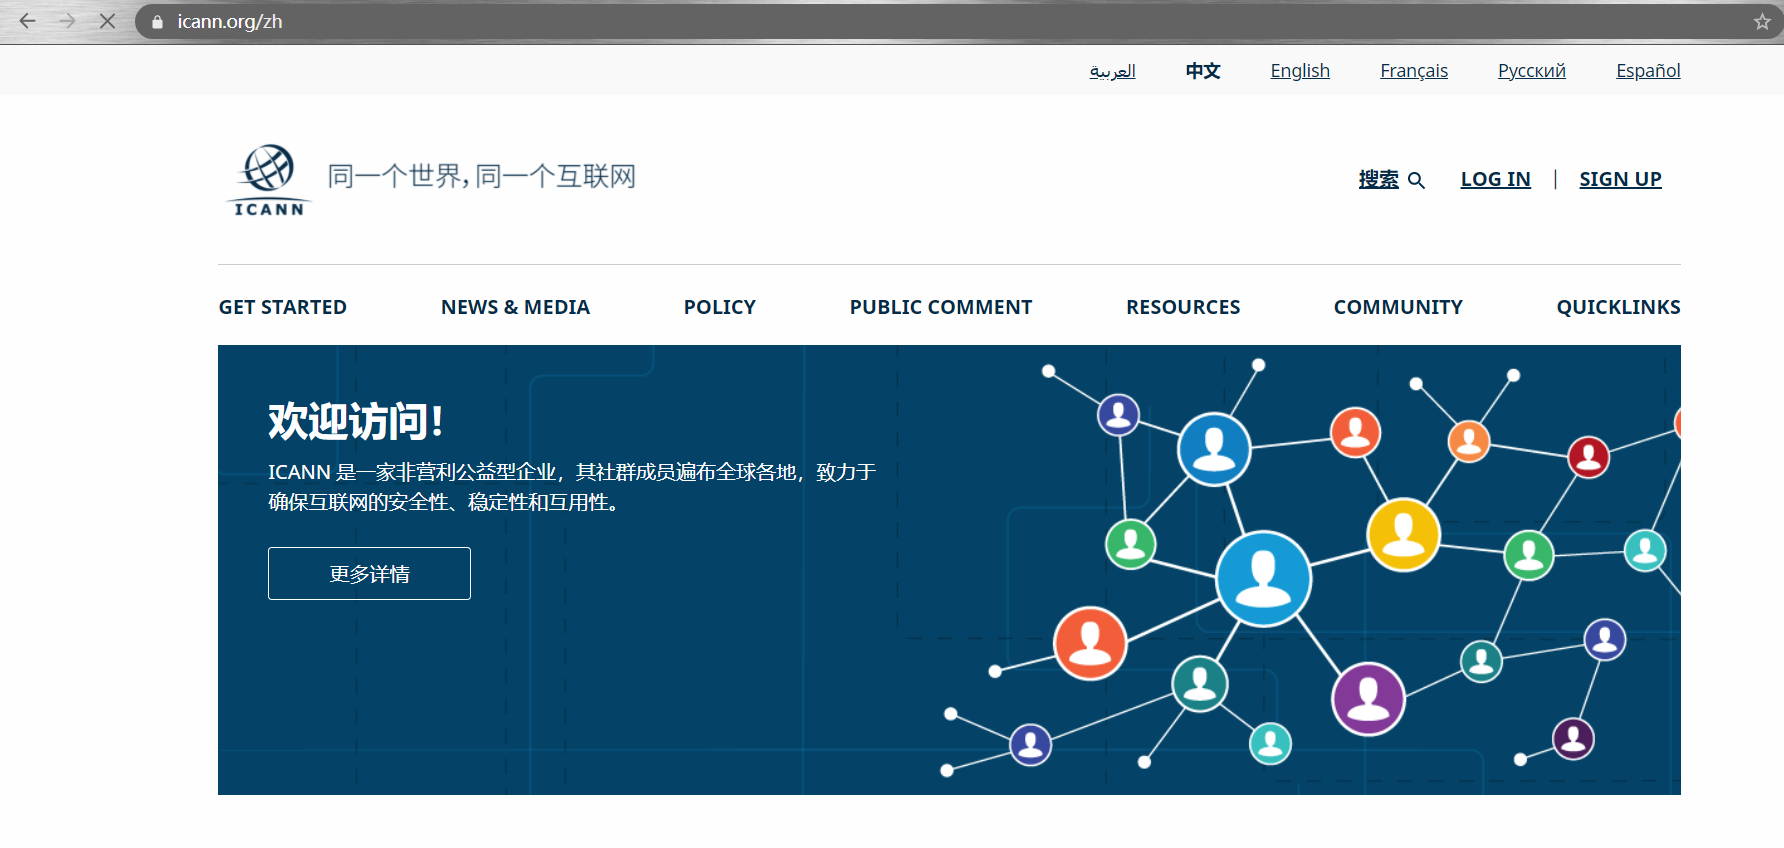 icann.org/zh
العربية 中文 English Français Русский Español
ICANN
同一个世界，同一个互联网
搜索 LOG IN | SIGN UP
GET STARTED NEWS & MEDIA POLICY PUBLIC COMMENT RESOURCES COMMUNITY QUICKLINKS
欢迎访问！
ICANN 是一家非营利公益型企业，其社群成员遍布全球各地，致力于
确保互联网的安全性、稳定性和互用性。
更多详情